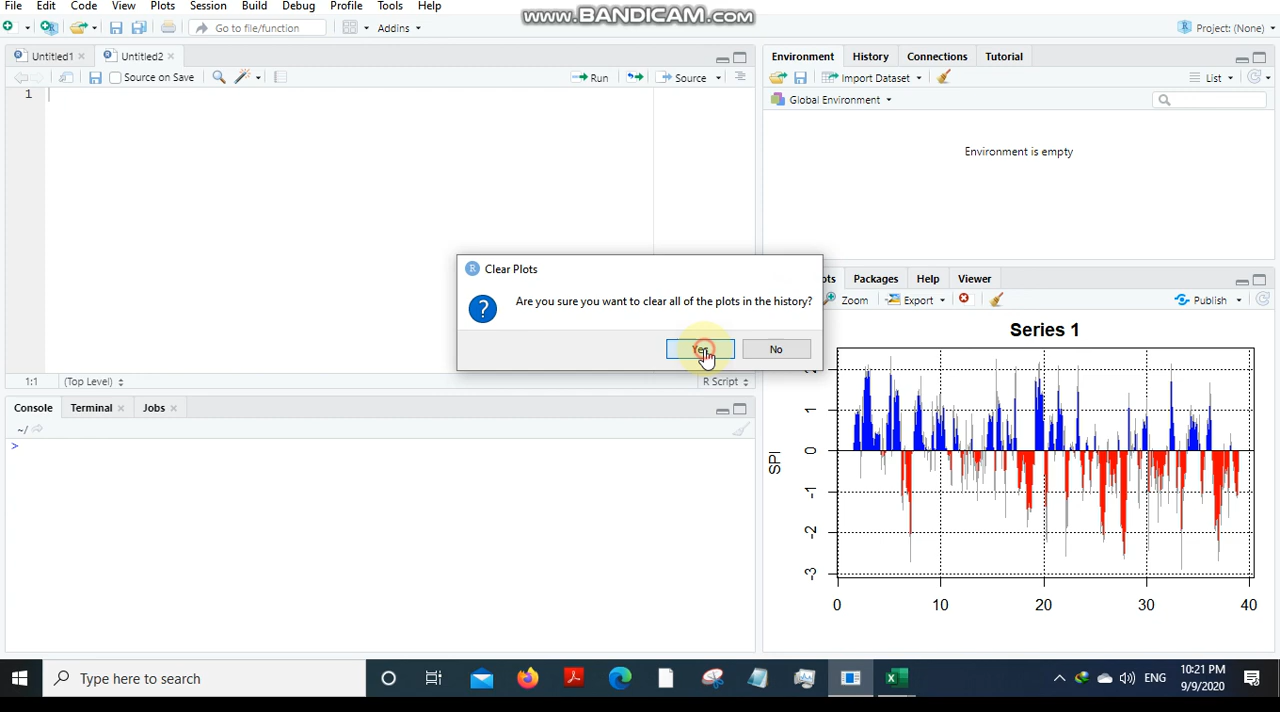 www.BANDICAM.com
File Edit Code View Plots Session Build Debug Profile Tools Help
Go to file/function Addins Project: (None)
Untitled1 Untitled2
Source on Save Run Source
1
1:1 (Top Level) R Script
Console Terminal Jobs
~/
>
Environment History Connections Tutorial
Import Dataset List
Global Environment
Environment is empty
Clear Plots
Are you sure you want to clear all of the plots in the history?
Yes No
Packages Help Viewer
Zoom Export Publish
Series 1
SPI
2
1
0
-1
-2
-3
0 10 20 30 40
Type here to search
ENG
10:21 PM
9/9/2020